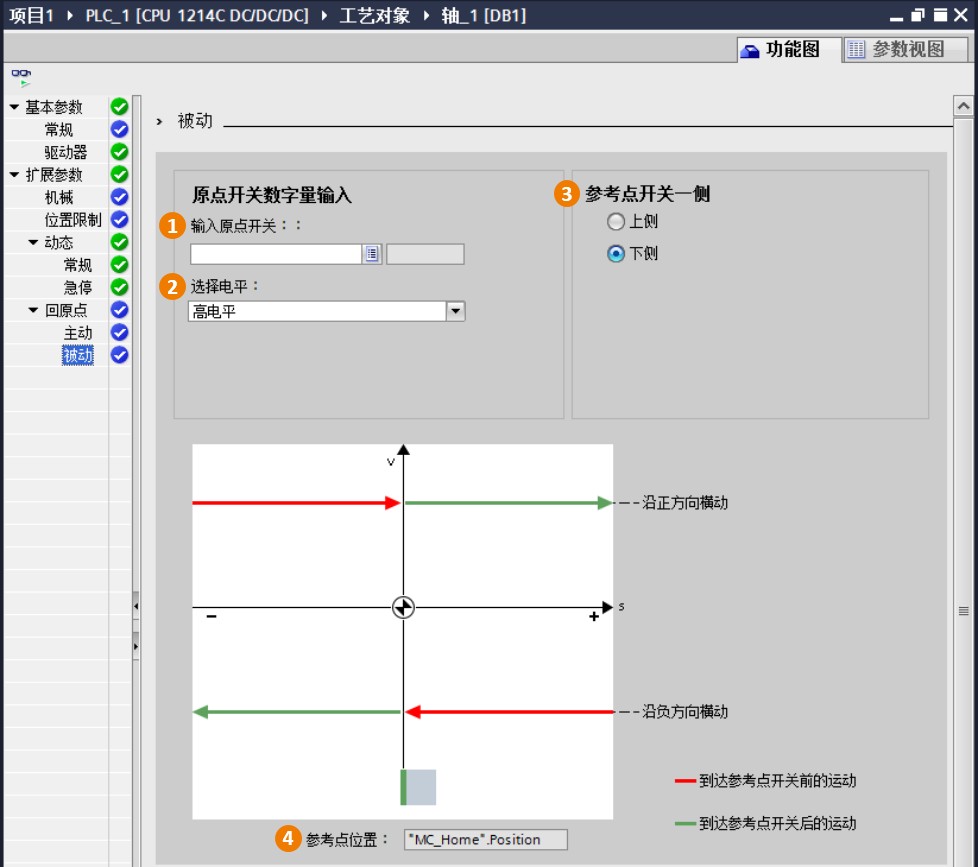 项目1 ▸ PLC_1 [CPU 1214C DC/DC/DC] ▸ 工艺对象 ▸ 轴_1 [DB1]
功能图
参数视图
基本参数
常规
驱动器
扩展参数
机械
位置限制
动态
常规
急停
回原点
主动
被动
被动
原点开关数字量输入
1 输入原点开关：：
2 选择电平：
高电平
3 参考点开关一侧
上侧
下侧
v
沿正方向横动
s
− +
沿负方向横动
到达参考点开关前的运动
到达参考点开关后的运动
4 参考点位置： "MC_Home".Position